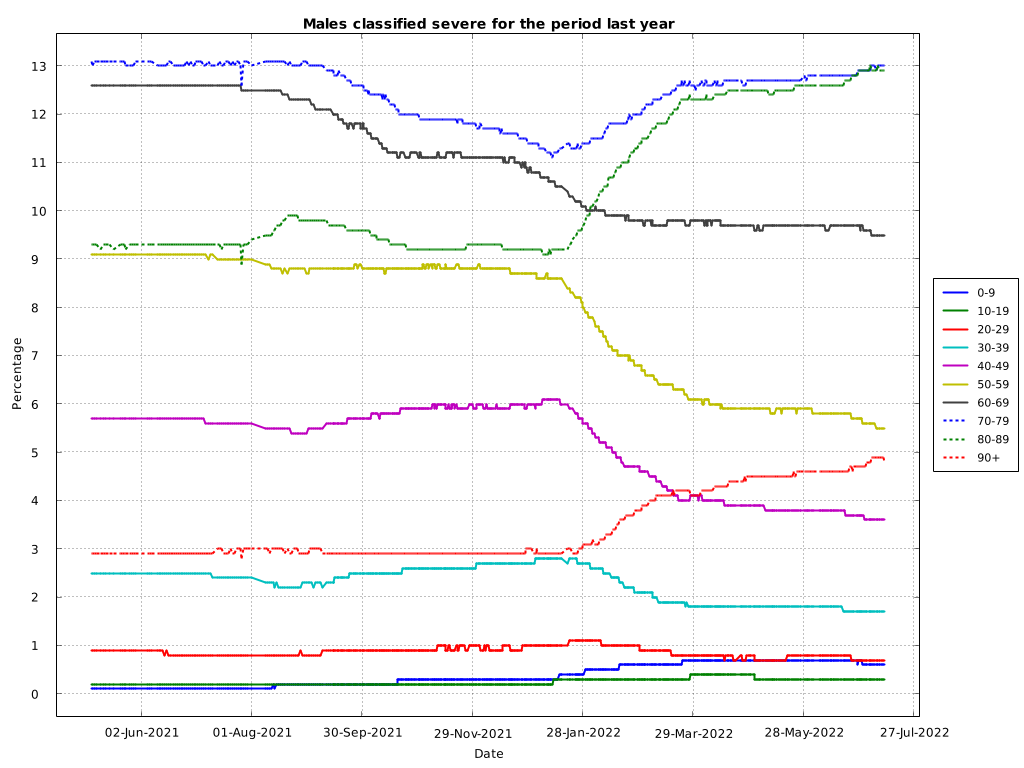 Males classified severe for the period last year
Percentage
13
12
11
10
9
8
7
6
5
4
3
2
1
0
02-Jun-2021
01-Aug-2021
30-Sep-2021
29-Nov-2021
28-Jan-2022
29-Mar-2022
28-May-2022
27-Jul-2022
Date
0-9
10-19
20-29
30-39
40-49
50-59
60-69
70-79
80-89
90+